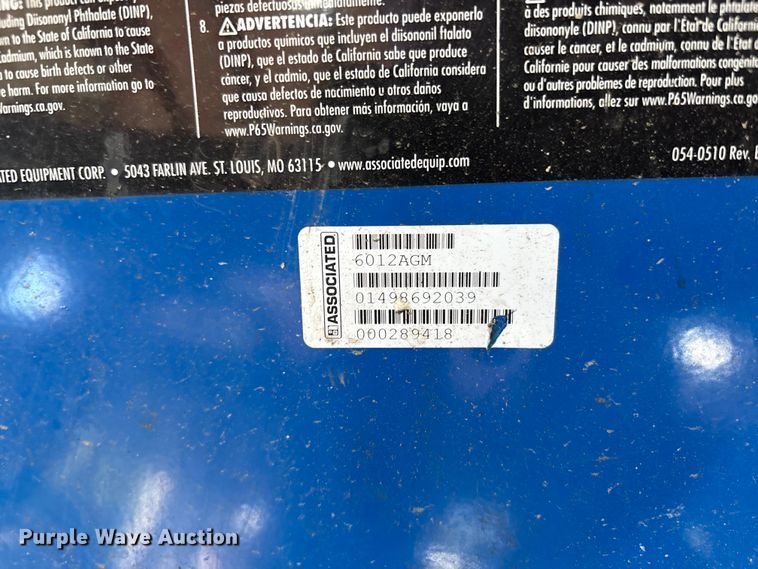 this product can expose
Diisononyl Phthalate (DINP),
to the State of California to cause
Cadmium, which is known to the State
to cause birth defects or other
harm. For more information go to
Warnings.ca.gov.
piezas defectuosas inmediatamente.
8. ⚠ADVERTENCIA: Este producto puede exponerlo
a productos químicos que incluyen el diisononil ftalato
(DINP), que el estado de California sabe que produce
cáncer, y el cadmio, que el estado de California considera
que causa defectos de nacimiento u otros daños
reproductivos. Para obtener más información, vaya a
www.P65Warnings.ca.gov.
à des produits chimiques, notamment le phtalate
diisononyle (DINP), connu par l'État de Californie
causer le cancer, et le cadmium, connu de l'État
Californie pour causer des malformations
ou d'autres problèmes de reproduction. Pour plus
d'informations, allez sur www.P65Warnings.ca.gov.
EQUIPMENT CORP. • 5043 FARLIN AVE. ST. LOUIS, MO 63115 • www.associatedequip.com
054-0510 Rev.
ASSOCIATED
6012AGM
01498692039
000289418
Purple Wave Auction